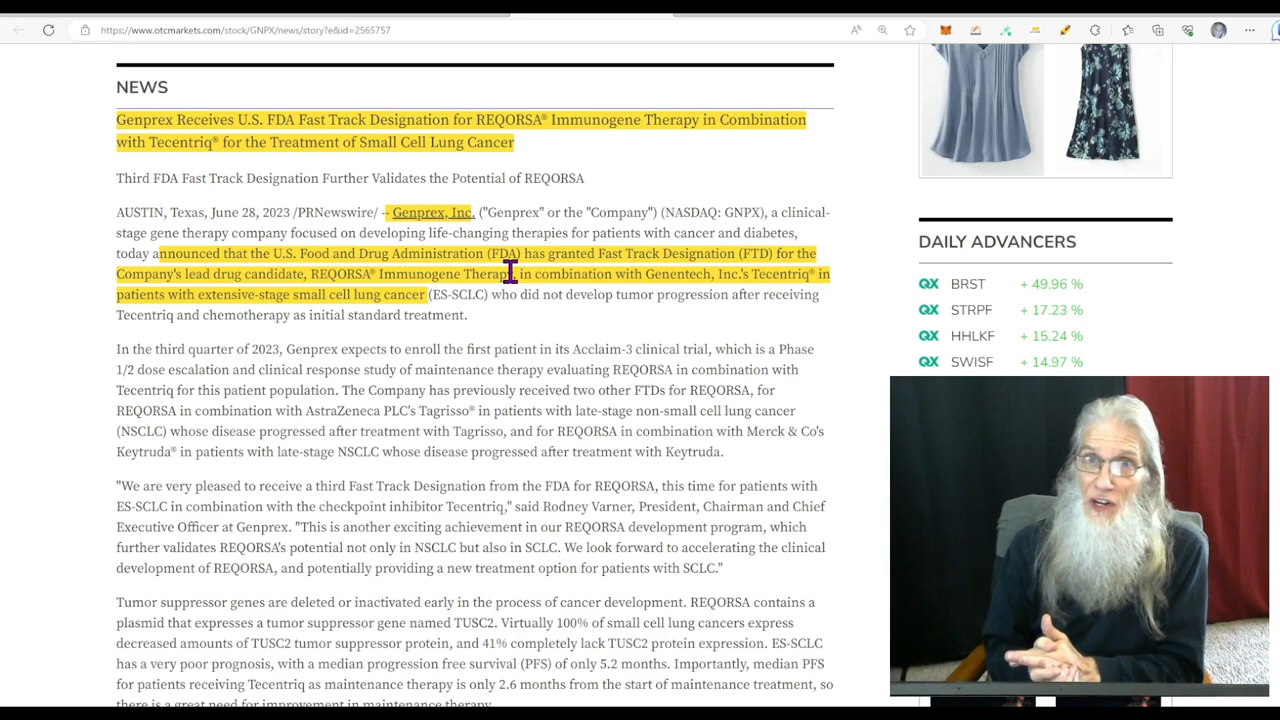 https://www.otcmarkets.com/stock/GNPX/news/story?e&id=2565757
NEWS
Genprex Receives U.S. FDA Fast Track Designation for REQORSA® Immunogene Therapy in Combination
with Tecentriq® for the Treatment of Small Cell Lung Cancer
Third FDA Fast Track Designation Further Validates the Potential of REQORSA
AUSTIN, Texas, June 28, 2023 /PRNewswire/ -- Genprex, Inc. ("Genprex" or the "Company") (NASDAQ: GNPX), a clinical-
stage gene therapy company focused on developing life-changing therapies for patients with cancer and diabetes,
today announced that the U.S. Food and Drug Administration (FDA) has granted Fast Track Designation (FTD) for the
Company's lead drug candidate, REQORSA® Immunogene Therapy, in combination with Genentech, Inc.'s Tecentriq® in
patients with extensive-stage small cell lung cancer (ES-SCLC) who did not develop tumor progression after receiving
Tecentriq and chemotherapy as initial standard treatment.
In the third quarter of 2023, Genprex expects to enroll the first patient in its Acclaim-3 clinical trial, which is a Phase
1/2 dose escalation and clinical response study of maintenance therapy evaluating REQORSA in combination with
Tecentriq for this patient population. The Company has previously received two other FTDs for REQORSA, for
REQORSA in combination with AstraZeneca PLC's Tagrisso® in patients with late-stage non-small cell lung cancer
(NSCLC) whose disease progressed after treatment with Tagrisso, and for REQORSA in combination with Merck & Co's
Keytruda® in patients with late-stage NSCLC whose disease progressed after treatment with Keytruda.
"We are very pleased to receive a third Fast Track Designation from the FDA for REQORSA, this time for patients with
ES-SCLC in combination with the checkpoint inhibitor Tecentriq," said Rodney Varner, President, Chairman and Chief
Executive Officer at Genprex. "This is another exciting achievement in our REQORSA development program, which
further validates REQORSA's potential not only in NSCLC but also in SCLC. We look forward to accelerating the clinical
development of REQORSA, and potentially providing a new treatment option for patients with SCLC."
Tumor suppressor genes are deleted or inactivated early in the process of cancer development. REQORSA contains a
plasmid that expresses a tumor suppressor gene named TUSC2. Virtually 100% of small cell lung cancers express
decreased amounts of TUSC2 tumor suppressor protein, and 41% completely lack TUSC2 protein expression. ES-SCLC
has a very poor prognosis, with a median progression free survival (PFS) of only 5.2 months. Importantly, median PFS
for patients receiving Tecentriq as maintenance therapy is only 2.6 months from the start of maintenance treatment, so
there is a great need for improvement in maintenance therapy.
DAILY ADVANCERS
QX BRST + 49.96 %
QX STRPF + 17.23 %
QX HHLKF + 15.24 %
QX SWISF + 14.97 %